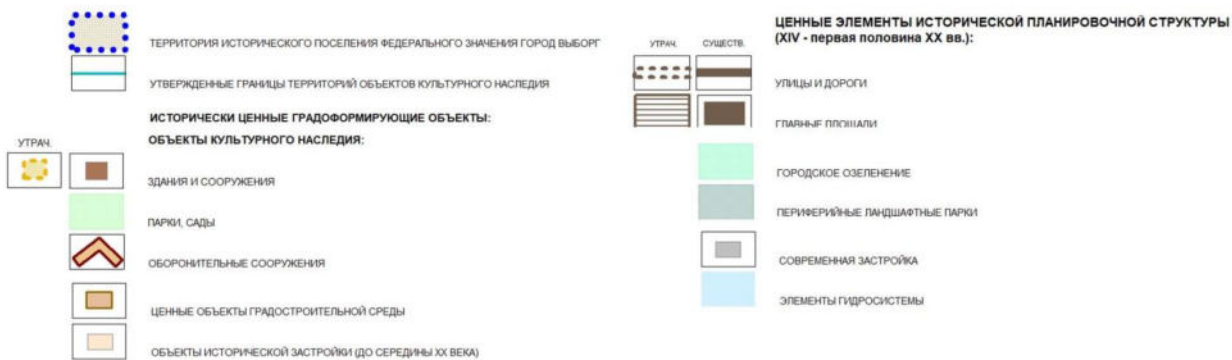 ТЕРРИТОРИЯ ИСТОРИЧЕСКОГО ПОСЕЛЕНИЯ ФЕДЕРАЛЬНОГО ЗНАЧЕНИЯ ГОРОД ВЫБОРГ
УТВЕРЖДЕННЫЕ ГРАНИЦЫ ТЕРРИТОРИЙ ОБЪЕКТОВ КУЛЬТУРНОГО НАСЛЕДИЯ
ИСТОРИЧЕСКИ ЦЕННЫЕ ГРАДОФОРМИРУЮЩИЕ ОБЪЕКТЫ:
ОБЪЕКТЫ КУЛЬТУРНОГО НАСЛЕДИЯ:
УТРАЧ.
ЗДАНИЯ И СООРУЖЕНИЯ
ПАРКИ, САДЫ
ОБОРОНИТЕЛЬНЫЕ СООРУЖЕНИЯ
ЦЕННЫЕ ОБЪЕКТЫ ГРАДОСТРОИТЕЛЬНОЙ СРЕДЫ
ОБЪЕКТЫ ИСТОРИЧЕСКОЙ ЗАСТРОЙКИ (ДО СЕРЕДИНЫ XX ВЕКА)
ЦЕННЫЕ ЭЛЕМЕНТЫ ИСТОРИЧЕСКОЙ ПЛАНИРОВОЧНОЙ СТРУКТУРЫ
(XIV - первая половина XX вв.):
УТРАЧ. СУЩЕСТВ.
УЛИЦЫ И ДОРОГИ
ГЛАВНЫЕ ПЛОЩАДИ
ГОРОДСКОЕ ОЗЕЛЕНЕНИЕ
ПЕРИФЕРИЙНЫЕ ЛАНДШАФТНЫЕ ПАРКИ
СОВРЕМЕННАЯ ЗАСТРОЙКА
ЭЛЕМЕНТЫ ГИДРОСИСТЕМЫ